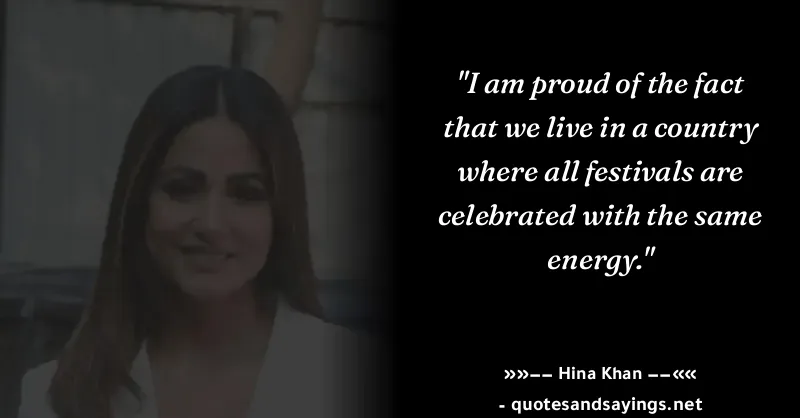 "I am proud of the fact
that we live in a country
where all festivals are
celebrated with the same
energy."
»»−− Hina Khan −−««
- quotesandsayings.net